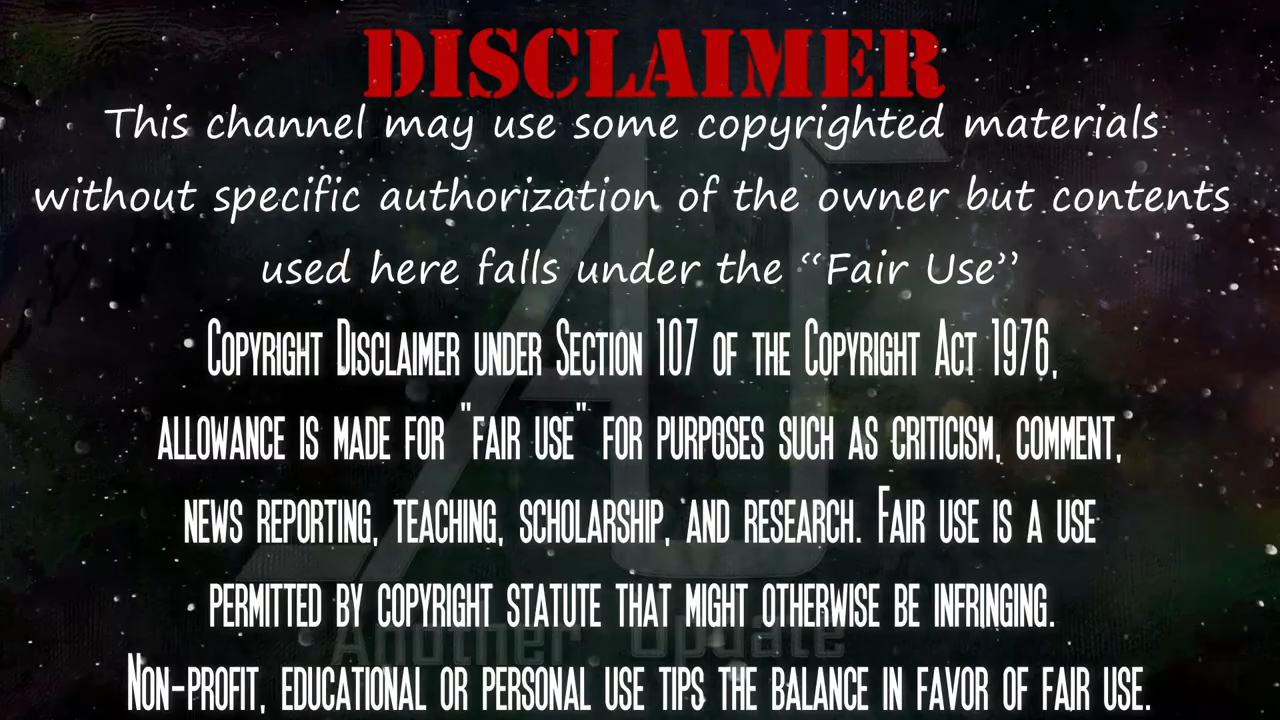 DISCLAIMER
This channel may use some copyrighted materials
without specific authorization of the owner but contents
used here falls under the “Fair Use”
Copyright Disclaimer under Section 107 of the Copyright Act 1976,
allowance is made for "fair use" for purposes such as criticism, comment,
news reporting, teaching, scholarship, and research. Fair use is a use
permitted by copyright statute that might otherwise be infringing.
Another Update
Non-profit, educational or personal use tips the balance in favor of fair use.